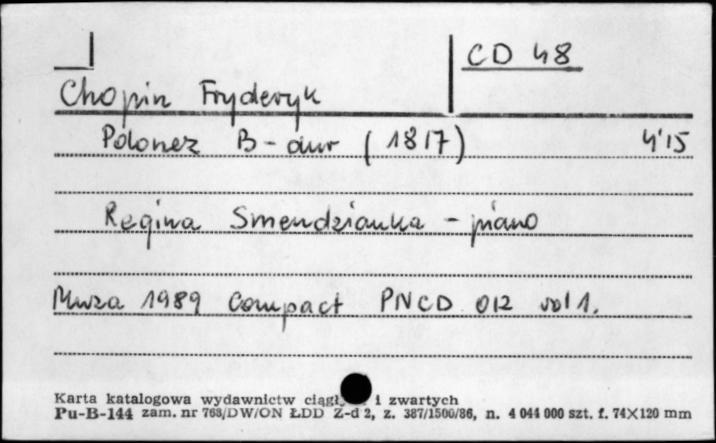 CD 48
Chopin Fryderyk
Polonez B-dur (1817) 4'15
Regina Smendzianka - piano
Muza 1989 Compact PNCD 012 vol 1.
Karta katalogowa wydawnictw i zwartych
Pu-B-144 zam. nr 768/DW/ON ŁDD Z-d 2, z. 387/1500/86, n. 4 044 000 szt. f. 74X120 mm